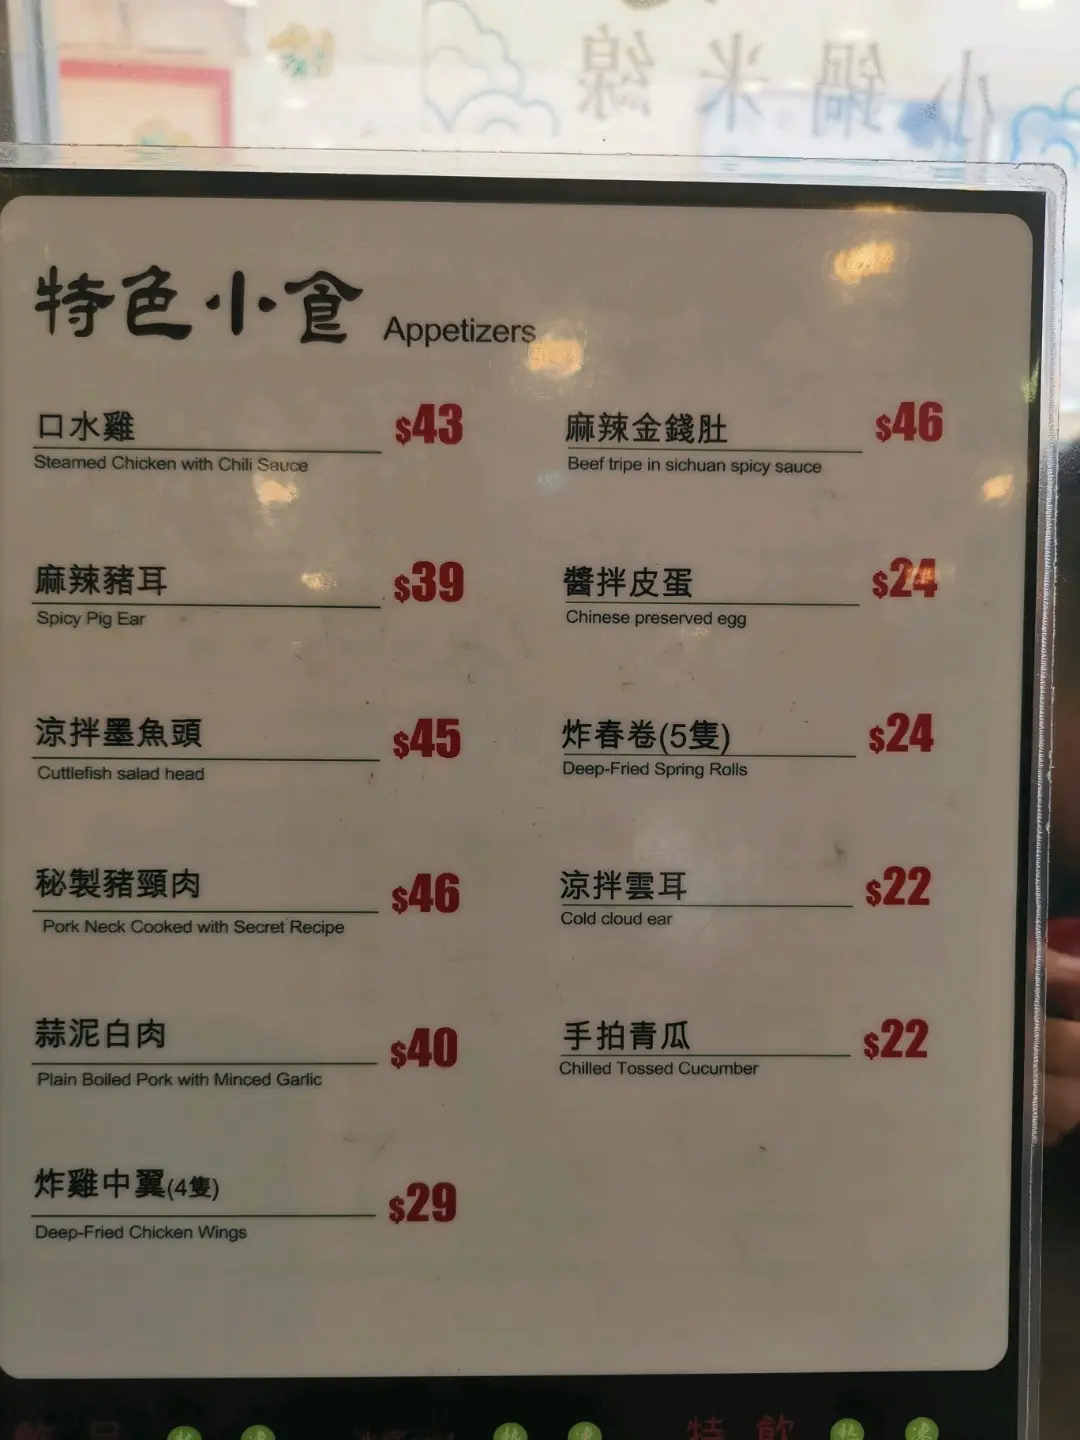 小鍋米線
特色小食 Appetizers
口水雞 $43
Steamed Chicken with Chili Sauce
麻辣豬耳 $39
Spicy Pig Ear
涼拌墨魚頭 $45
Cuttlefish salad head
秘製豬頸肉 $46
Pork Neck Cooked with Secret Recipe
蒜泥白肉 $40
Plain Boiled Pork with Minced Garlic
炸雞中翼(4隻) $29
Deep-Fried Chicken Wings
麻辣金錢肚 $46
Beef tripe in sichuan spicy sauce
醬拌皮蛋 $24
Chinese preserved egg
炸春卷(5隻) $24
Deep-Fried Spring Rolls
涼拌雲耳 $22
Cold cloud ear
手拍青瓜 $22
Chilled Tossed Cucumber
特飲